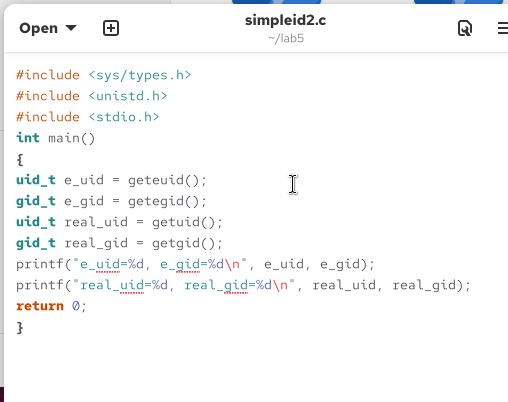 Open
simpleid2.c
~/lab5
#include <sys/types.h>
#include <unistd.h>
#include <stdio.h>
int main()
{
uid_t e_uid = geteuid();
gid_t e_gid = getegid();
uid_t real_uid = getuid();
gid_t real_gid = getgid();
printf("e_uid=%d, e_gid=%d\n", e_uid, e_gid);
printf("real_uid=%d, real_gid=%d\n", real_uid, real_gid);
return 0;
}